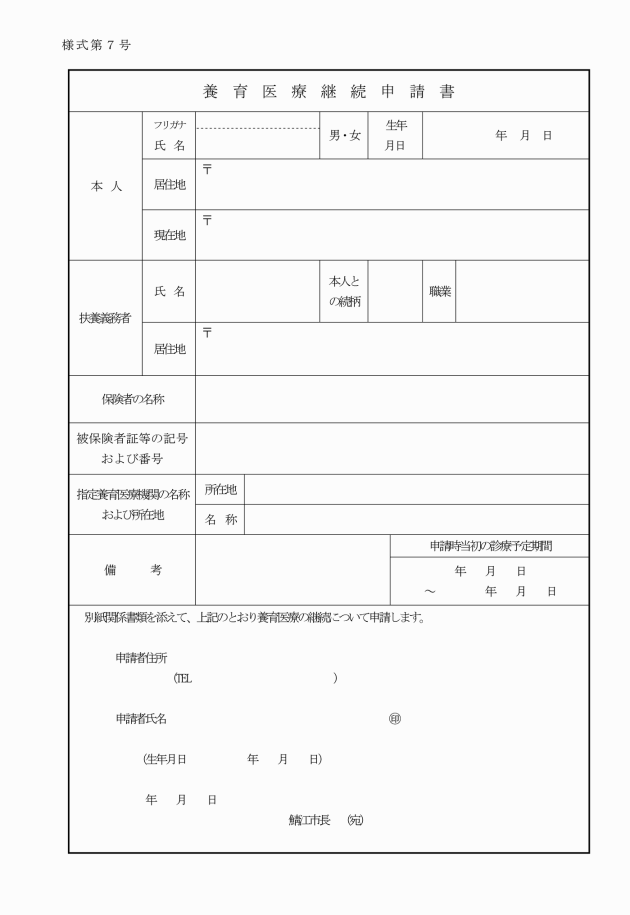 様式第７号
養育医療継続申請書
本人
フリガナ
氏名
男・女
生年
月日
年　月　日
居住地
〒
現在地
〒
扶養義務者
氏名
本人と
の続柄
職業
居住地
〒
保険者の名称
被保険者証等の記号
および番号
指定養育医療機関の名称
および所在地
所在地
名称
備考
申請時当初の診療予定期間
年　月　日
～　年　月　日
別紙関係書類を添えて、上記のとおり養育医療の継続について申請します。
申請者住所
（TEL　　　　　）
申請者氏名　　　　　㊞
（生年月日　　　年　月　日）
年　月　日
鯖江市長　（宛）